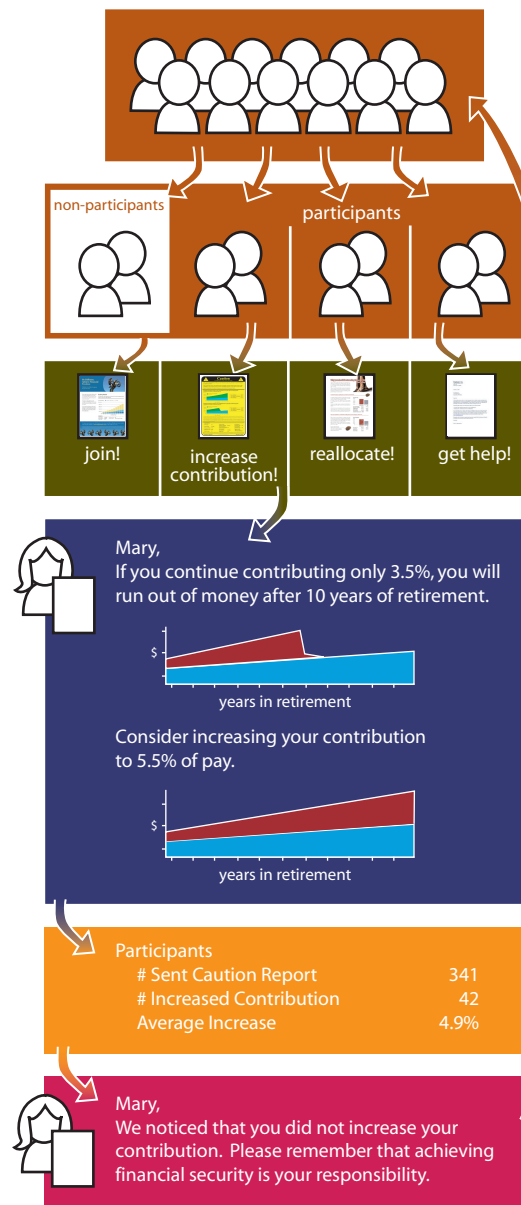 non-participants
participants
Caution
join!
increase
contribution!
reallocate!
get help!
Mary,
If you continue contributing only 3.5%, you will
run out of money after 10 years of retirement.
$
years in retirement
Consider increasing your contribution
to 5.5% of pay.
$
years in retirement
Participants
# Sent Caution Report 341
# Increased Contribution 42
Average Increase 4.9%
Mary,
We noticed that you did not increase your
contribution. Please remember that achieving
financial security is your responsibility.